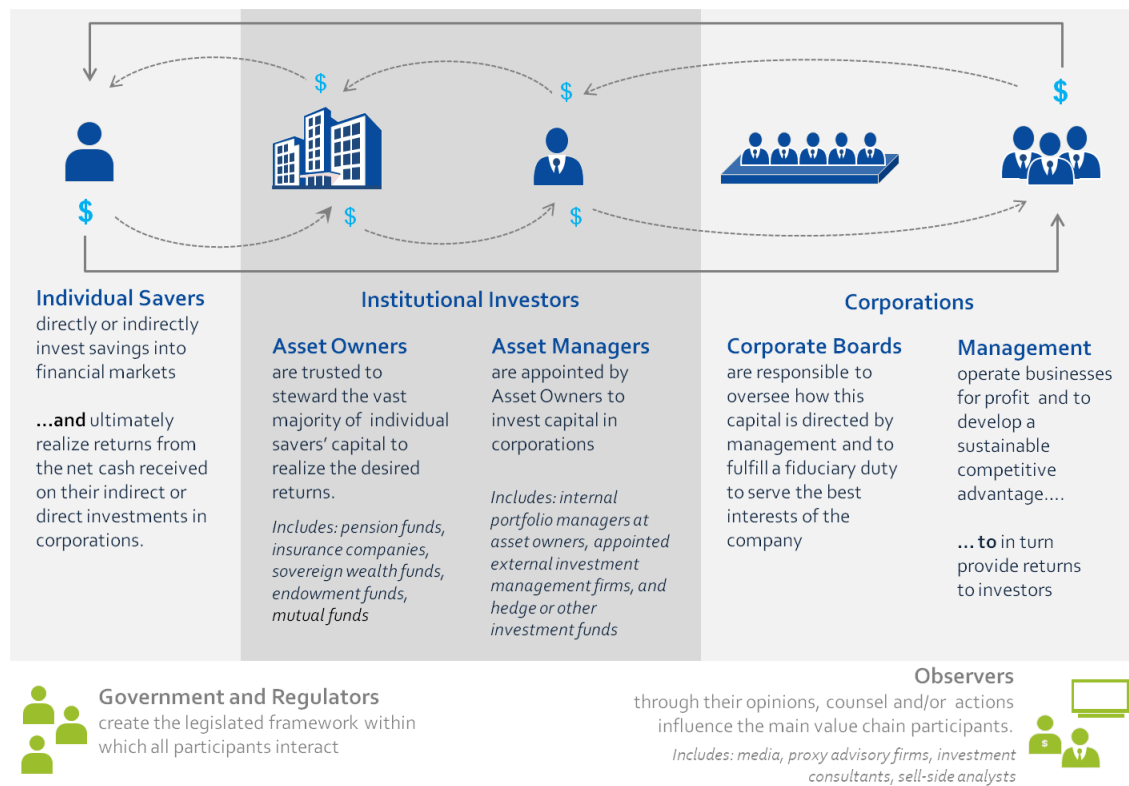 $
$
$
$
$
$
Individual Savers
directly or indirectly
invest savings into
financial markets
...and ultimately
realize returns from
the net cash received
on their indirect or
direct investments in
corporations.
Institutional Investors
Asset Owners
are trusted to
steward the vast
majority of individual
savers' capital to
realize the desired
returns.
Includes: pension funds,
insurance companies,
sovereign wealth funds,
endowment funds,
mutual funds
Asset Managers
are appointed by
Asset Owners to
invest capital in
corporations
Includes: internal
portfolio managers at
asset owners, appointed
external investment
management firms, and
hedge or other
investment funds
Corporations
Corporate Boards
are responsible to
oversee how this
capital is directed by
management and to
fulfill a fiduciary duty
to serve the best
interests of the
company
Management
operate businesses
for profit and to
develop a
sustainable
competitive
advantage....
... to in turn
provide returns
to investors
Government and Regulators
create the legislated framework within
which all participants interact
Observers
through their opinions, counsel and/or actions
influence the main value chain participants.
Includes: media, proxy advisory firms, investment
consultants, sell-side analysts
$